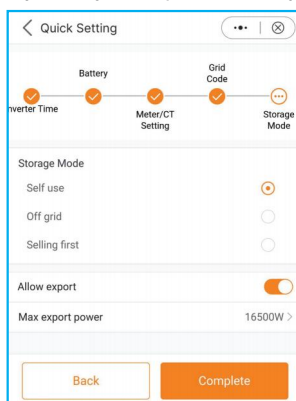 Quick Setting
Battery
Grid
Code
nverter Time
Meter/CT
Setting
Storage
Mode
Storage Mode
Self use
Off grid
Selling first
Allow export
Max export power 16500W
Back
Complete